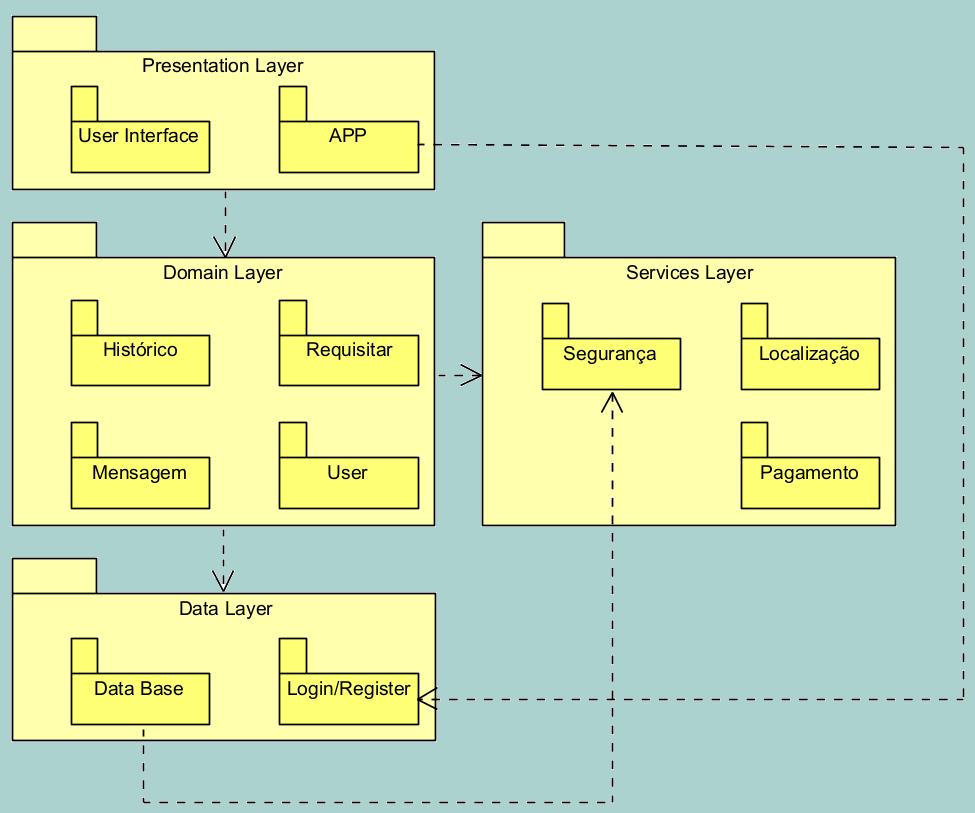 Presentation Layer
User Interface
APP
Domain Layer
Histórico
Requisitar
Mensagem
User
Services Layer
Segurança
Localização
Pagamento
Data Layer
Data Base
Login/Register